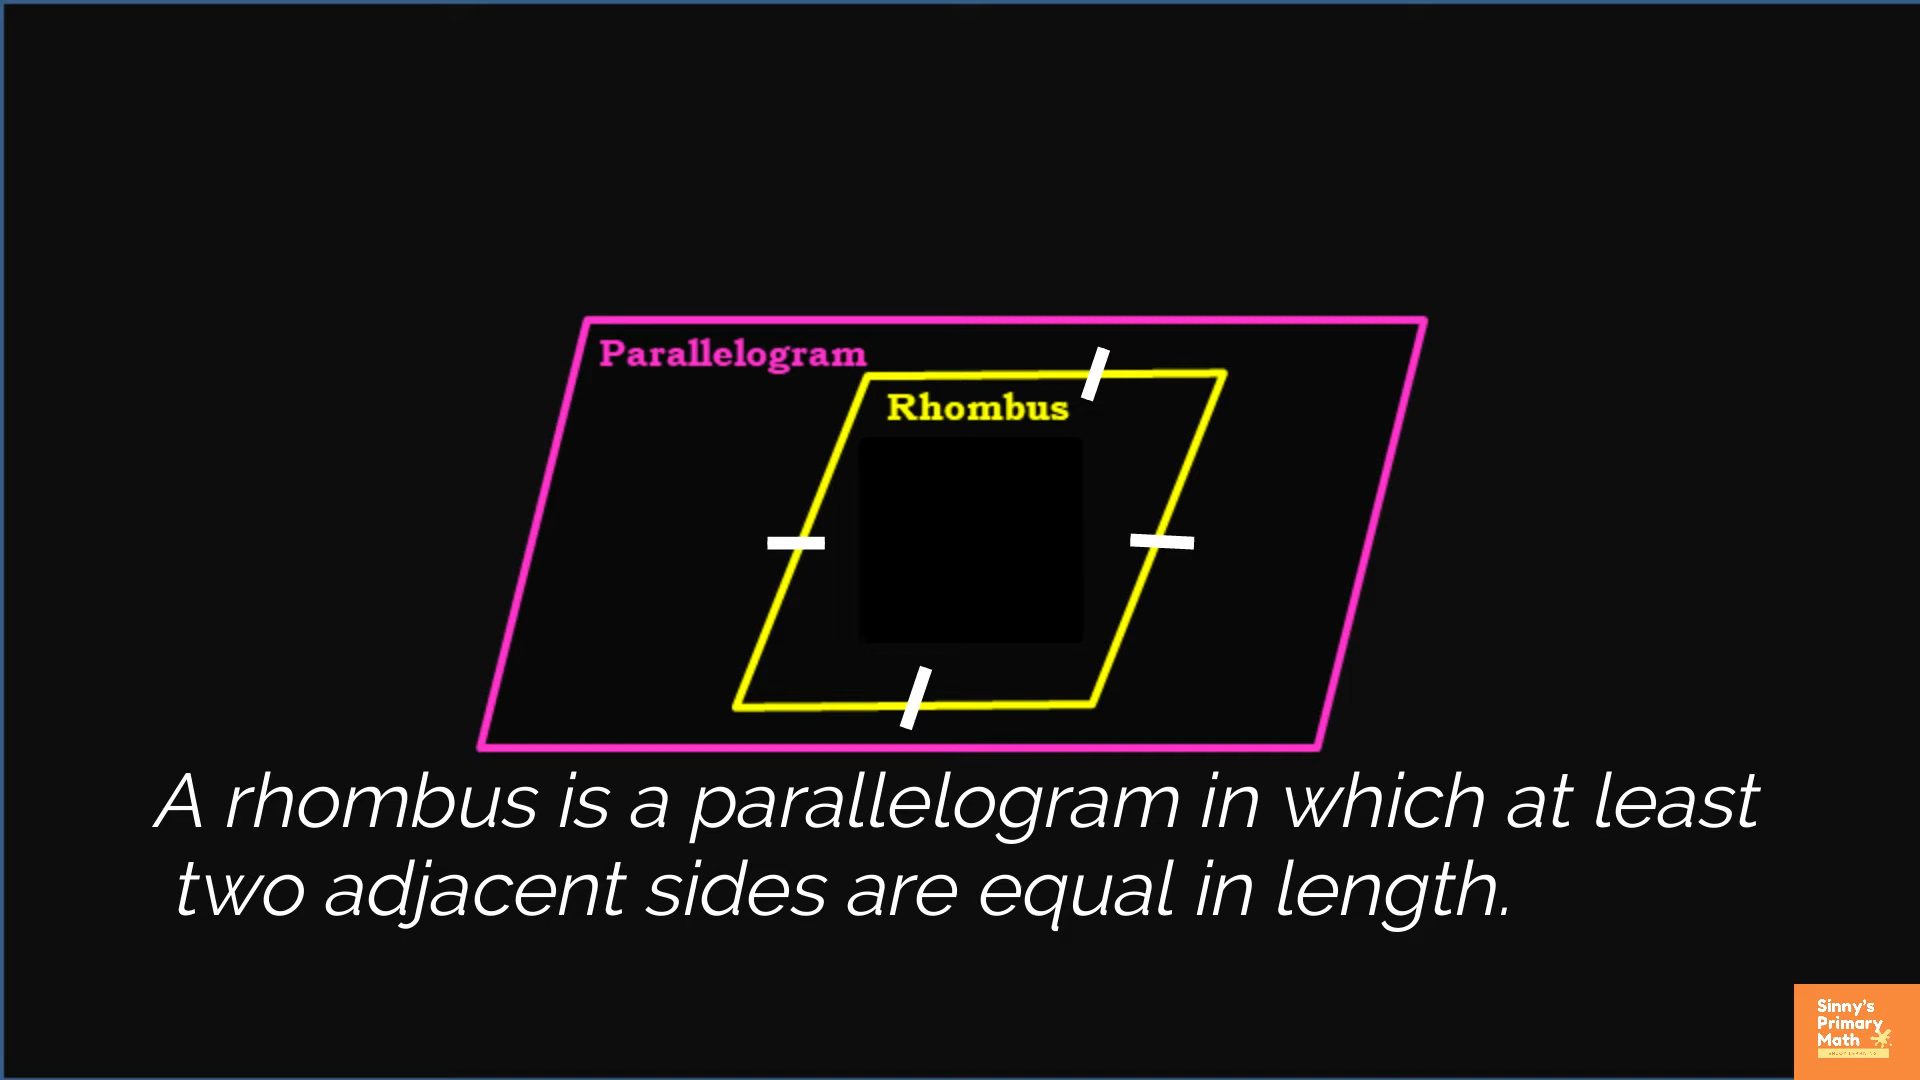 Parallelogram
Rhombus
A rhombus is a parallelogram in which at least
two adjacent sides are equal in length.
Sinny's
Primary
Math